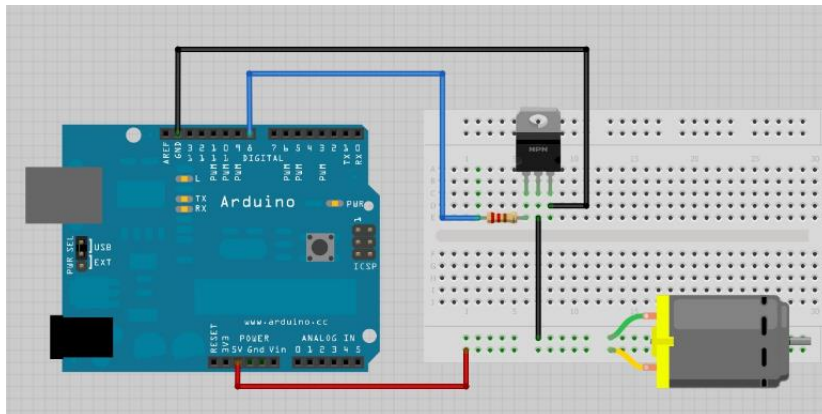 AREF
GND
13
12
11
10
9
8
7
6
5
4
3
2
1
0
PWM
PWM
PWM
PWM
PWM
PWM
TX
RX
DIGITAL
L
TX
RX
Arduino
PWR
1
ICSP
PWR SEL
USB
EXT
www.arduino.cc
POWER
ANALOG IN
RESET
3V3
5V
Gnd
Vin
0
1
2
3
4
5
NPN